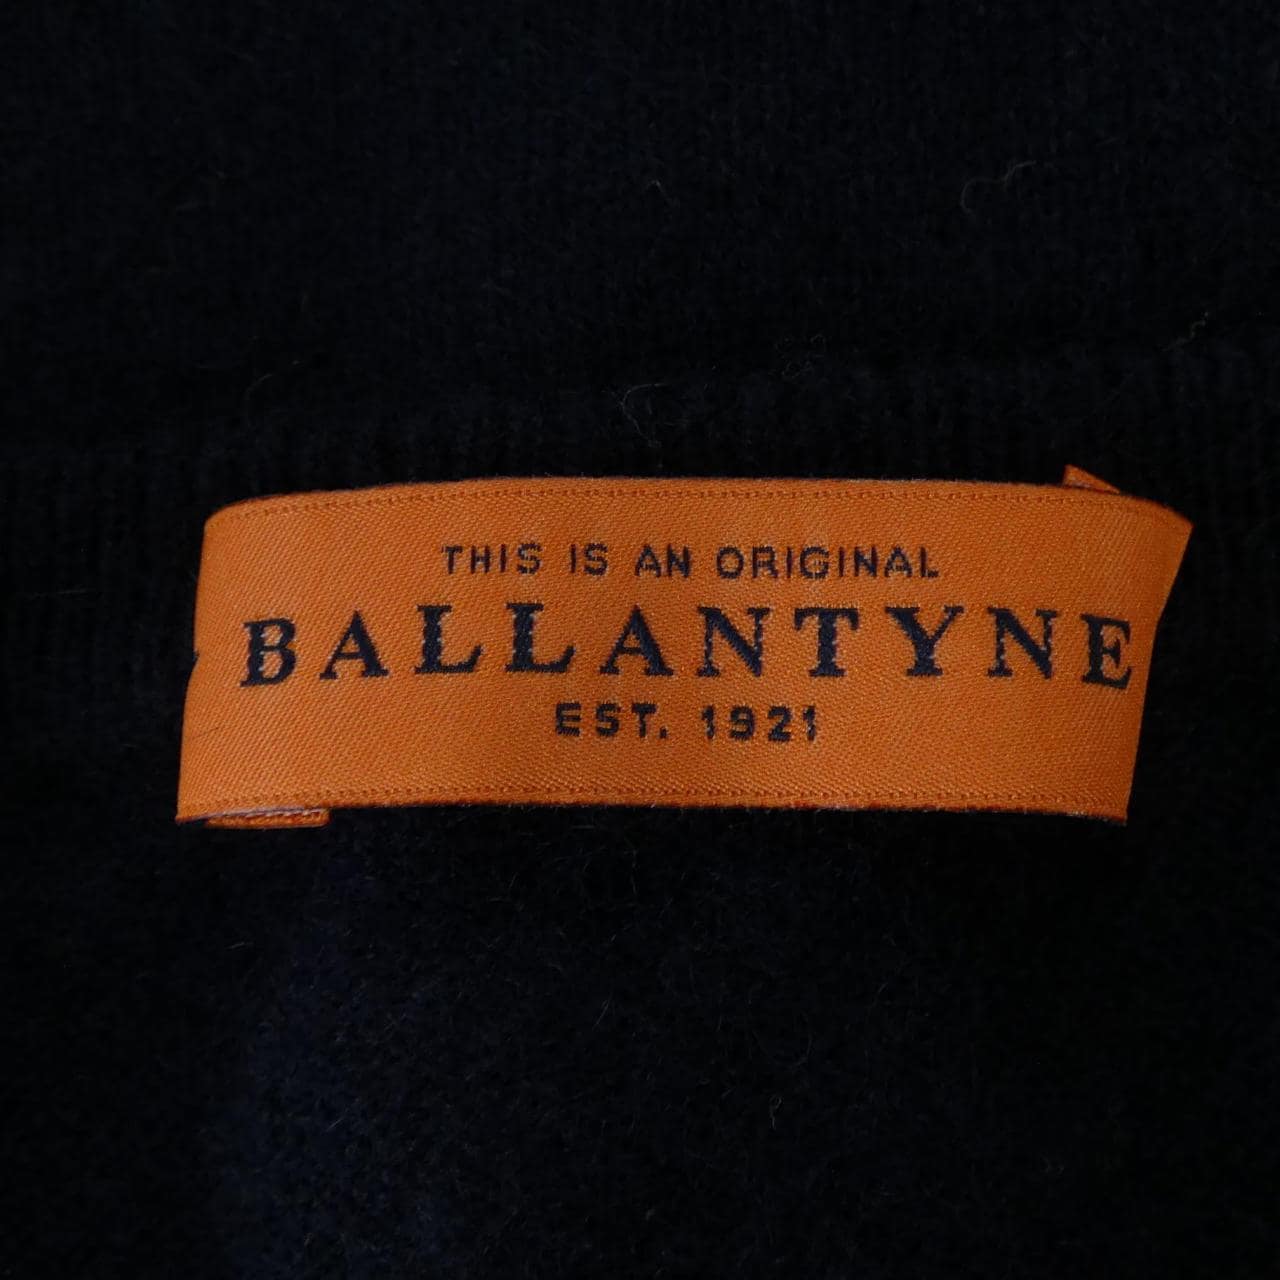 THIS IS AN ORIGINAL
BALLANTYNE
EST. 1921